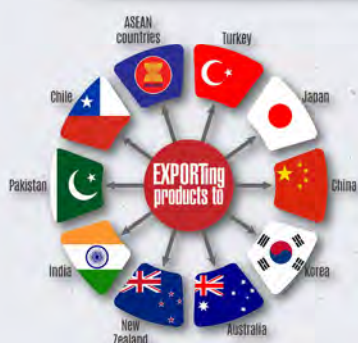 ASEAN
countries
Turkey
Chile
Japan
EXPORTing
products to
Pakistan
China
India
Korea
New
Zealand
Australia